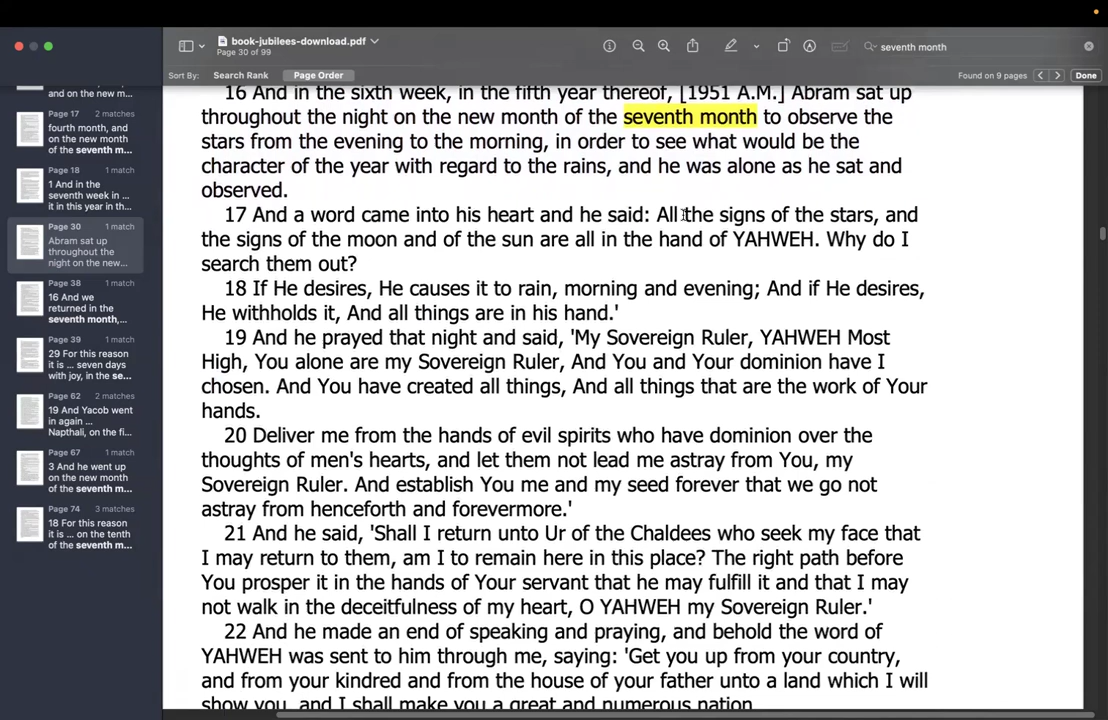 book-jubilees-download.pdf
Page 30 of 99
seventh month
Sort By:
Search Rank
Page Order
Found on 9 pages
Done
and on the new m...
Page 17
2 matches
fourth month, and
on the new month
of the seventh m...
Page 18
1 match
1 And in the
seventh week in ...
it in this year in th...
Page 30
1 match
Abram sat up
throughout the
night on the new...
Page 38
1 match
16 And we
returned in the
seventh month,...
Page 39
1 match
29 For this reason
it is ... seven days
with joy, in the se...
Page 62
2 matches
19 And Yacob went
in again ...
Napthali, on the fi...
Page 67
1 match
3 And he went up
on the new month
of the seventh m...
Page 74
3 matches
18 For this reason
it is ... on the tenth
of the seventh m...
16 And in the sixth week, in the fifth year thereof, [1951 A.M.] Abram sat up
throughout the night on the new month of the seventh month to observe the
stars from the evening to the morning, in order to see what would be the
character of the year with regard to the rains, and he was alone as he sat and
observed.
17 And a word came into his heart and he said: All the signs of the stars, and
the signs of the moon and of the sun are all in the hand of YAHWEH. Why do I
search them out?
18 If He desires, He causes it to rain, morning and evening; And if He desires,
He withholds it, And all things are in his hand.'
19 And he prayed that night and said, 'My Sovereign Ruler, YAHWEH Most
High, You alone are my Sovereign Ruler, And You and Your dominion have I
chosen. And You have created all things, And all things that are the work of Your
hands.
20 Deliver me from the hands of evil spirits who have dominion over the
thoughts of men's hearts, and let them not lead me astray from You, my
Sovereign Ruler. And establish You me and my seed forever that we go not
astray from henceforth and forevermore.'
21 And he said, 'Shall I return unto Ur of the Chaldees who seek my face that
I may return to them, am I to remain here in this place? The right path before
You prosper it in the hands of Your servant that he may fulfill it and that I may
not walk in the deceitfulness of my heart, O YAHWEH my Sovereign Ruler.'
22 And he made an end of speaking and praying, and behold the word of
YAHWEH was sent to him through me, saying: 'Get you up from your country,
and from your kindred and from the house of your father unto a land which I will
show you, and I shall make you a great and numerous nation